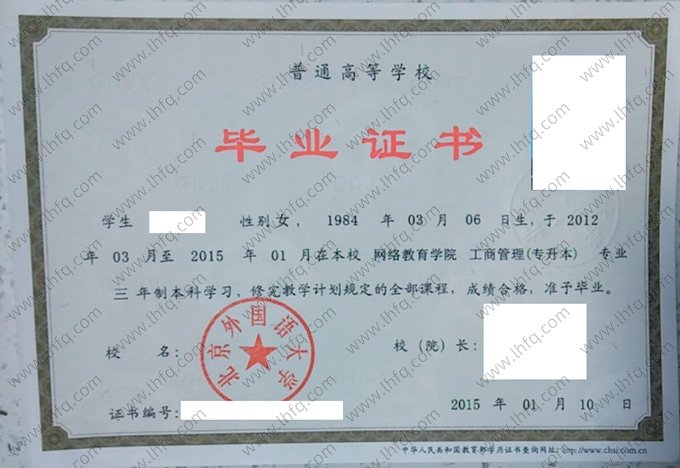 普通高等学校
毕业证书
学生 性别 女，1984 年 03 月 06 日生，于 2012
年 03 月至 2015 年 01 月在本校 网络教育学院 工商管理(专升本) 专业
三 年制本科学习，修完教学计划规定的全部课程，成绩合格，准予毕业。
北京外国语大学
校 名： 校（院）长：
证书编号： 2015 年 01 月 10 日
中华人民共和国教育部学历证书查询网址：http://www.chsi.com.cn
www.lhfq.com